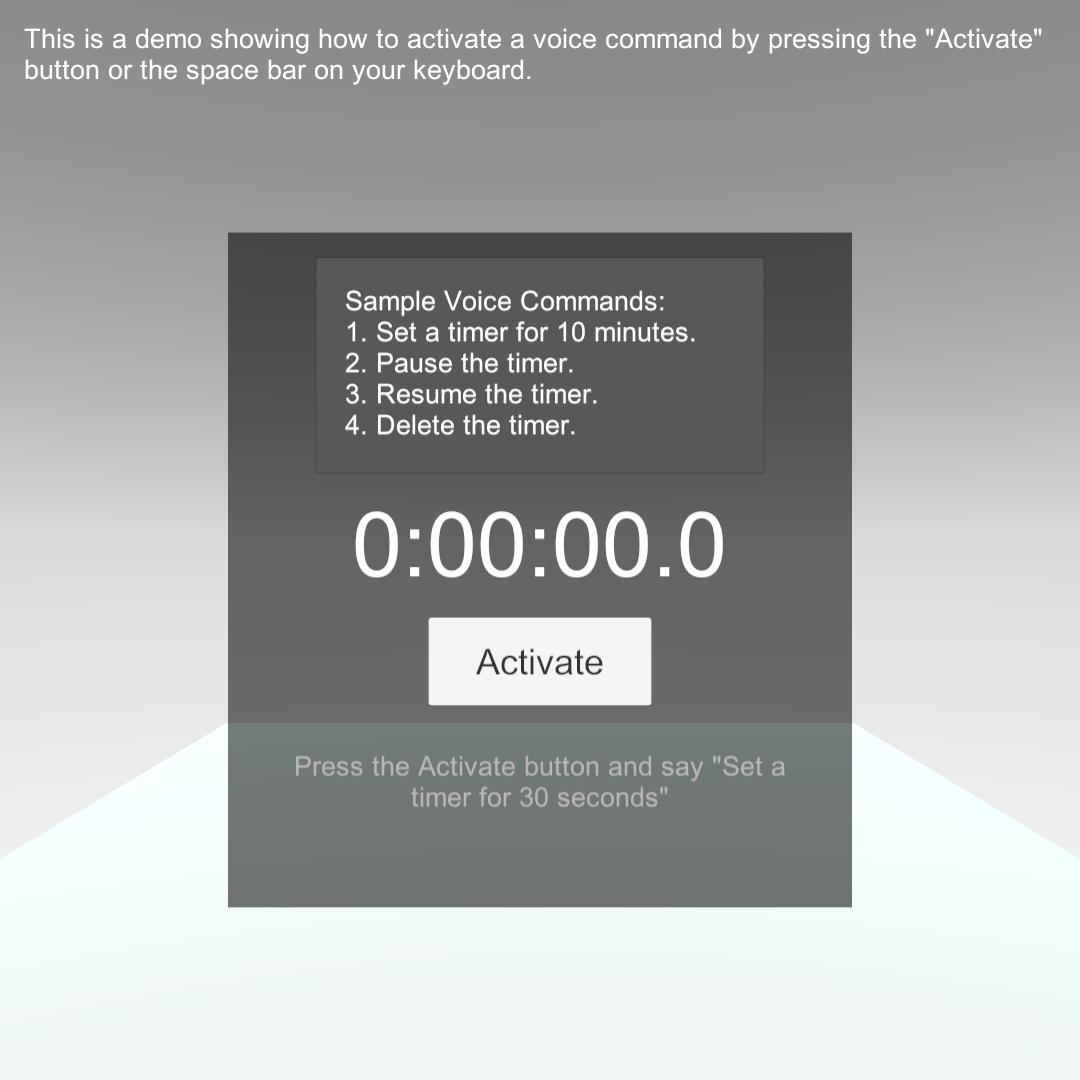 This is a demo showing how to activate a voice command by pressing the "Activate"
button or the space bar on your keyboard.
Sample Voice Commands:
1. Set a timer for 10 minutes.
2. Pause the timer.
3. Resume the timer.
4. Delete the timer.
0:00:00.0
Activate
Press the Activate button and say "Set a
timer for 30 seconds"